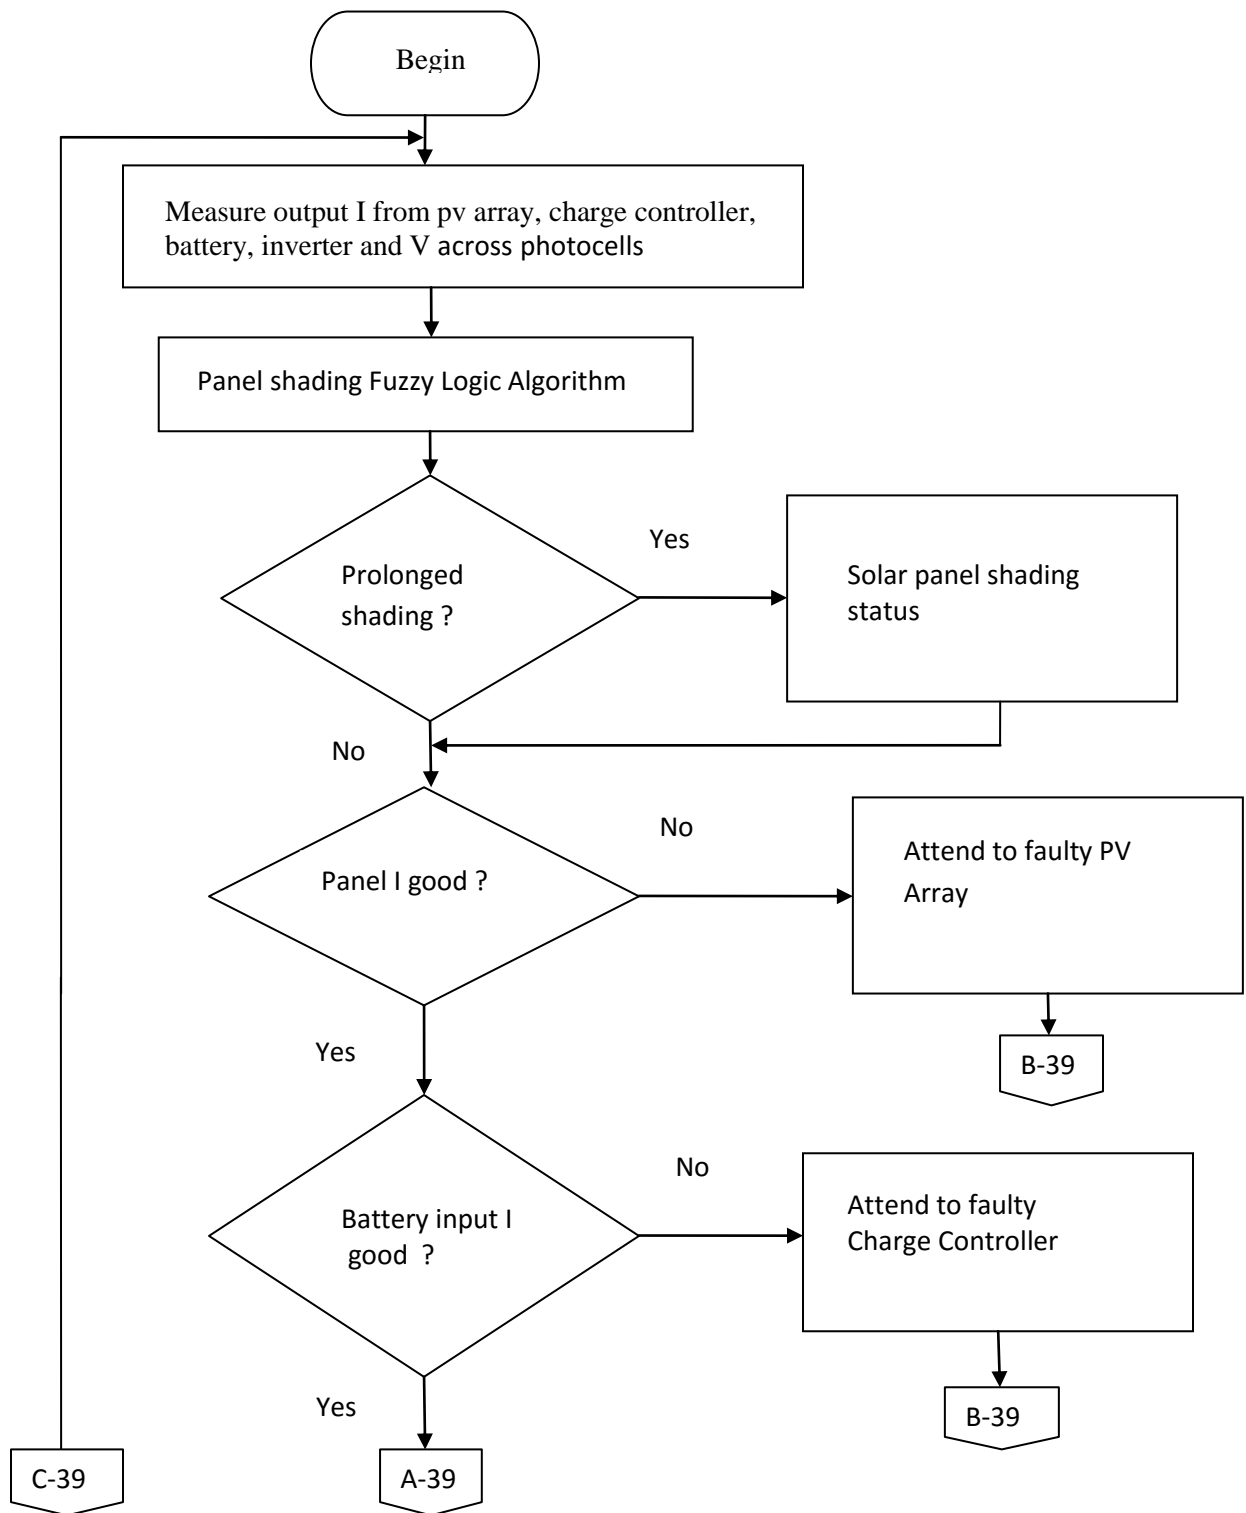 Begin
Measure output I from pv array, charge controller,
battery, inverter and V across photocells
Panel shading Fuzzy Logic Algorithm
Prolonged
shading ?
Yes
Solar panel shading
status
No
Panel I good ?
No
Attend to faulty PV
Array
Yes
B-39
Battery input I
good ?
No
Attend to faulty
Charge Controller
Yes
B-39
C-39
A-39